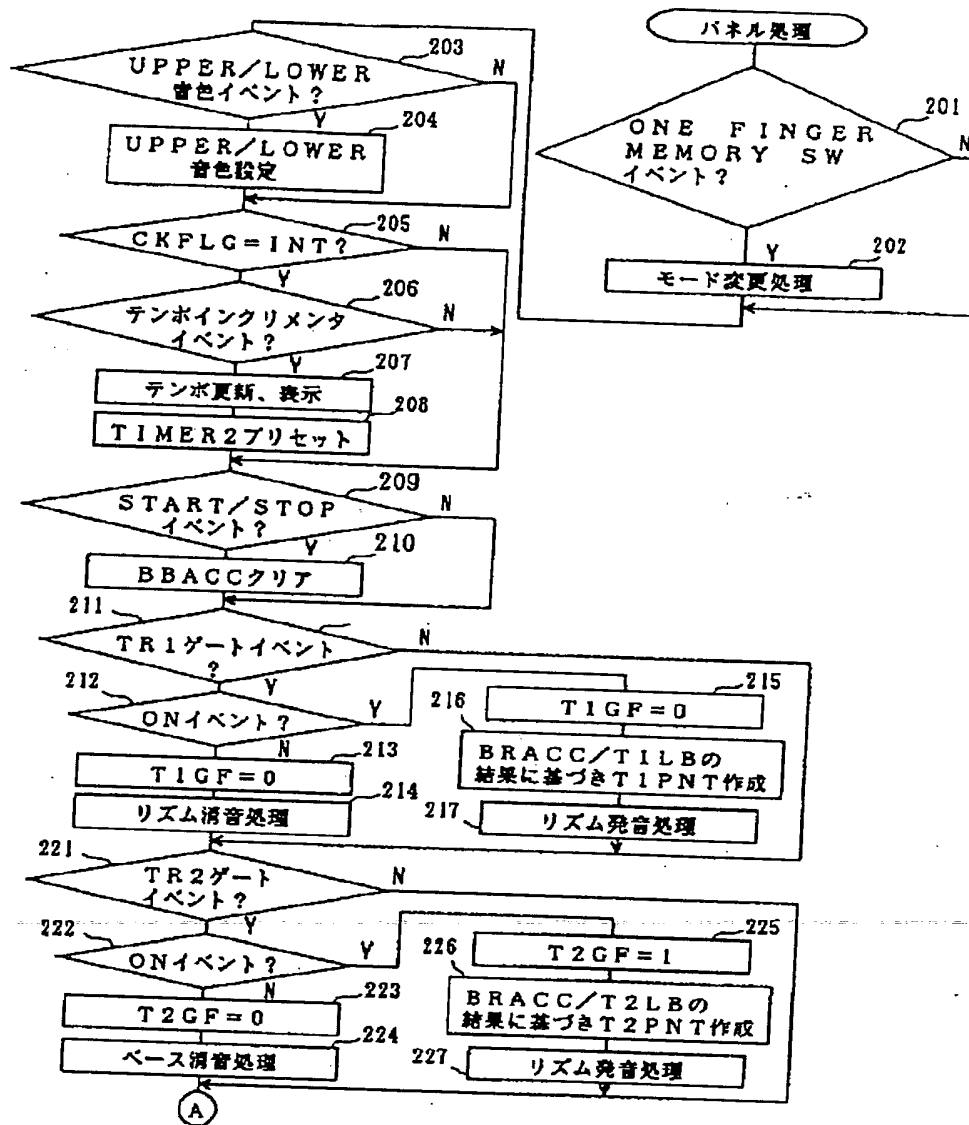 パネル処理
201
ONE FINGER
MEMORY SW
イベント?
N
Y
202
モード変更処理
203
UPPER/LOWER
音色イベント?
N
Y
204
UPPER/LOWER
音色設定
205
CKFLG=INT?
N
Y
206
テンポインクリメンタ
イベント?
N
Y
207
テンポ更新、表示
208
TIMER2プリセット
209
START/STOP
イベント?
N
Y
210
BBACCクリア
211
TR1ゲートイベント
?
N
Y
212
ONイベント?
Y
N
213
T1GF=0
214
リズム消音処理
215
T1GF=0
216
BRACC/T1LBの
結果に基づきT1PNT作成
217
リズム発音処理
221
TR2ゲート
イベント?
N
Y
222
ONイベント?
Y
N
223
T2GF=0
224
ベース消音処理
225
T2GF=1
226
BRACC/T2LBの
結果に基づきT2PNT作成
227
リズム発音処理
A